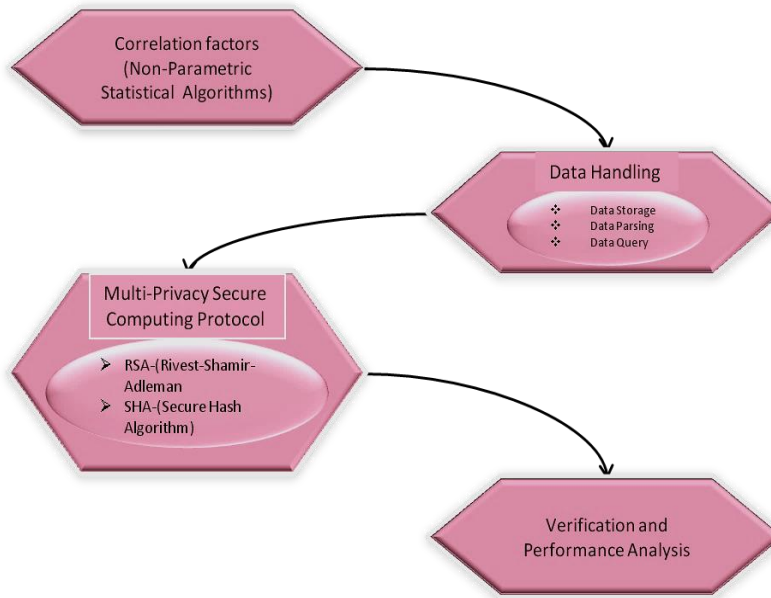 Correlation factors
(Non-Parametric
Statistical Algorithms)
Data Handling
❖ Data Storage
❖ Data Parsing
❖ Data Query
Multi-Privacy Secure
Computing Protocol
➢ RSA-(Rivest-Shamir-
Adleman
➢ SHA-(Secure Hash
Algorithm)
Verification and
Performance Analysis